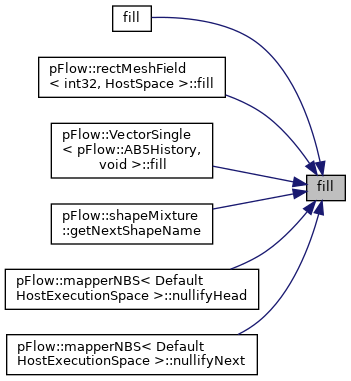 fill
pFlow::rectMeshField
< int32, HostSpace >::fill
pFlow::VectorSingle
< pFlow::AB5History,
void >::fill
fill
pFlow::shapeMixture
::getNextShapeName
pFlow::mapperNBS< Default
HostExecutionSpace >::nullifyHead
pFlow::mapperNBS< Default
HostExecutionSpace >::nullifyNext